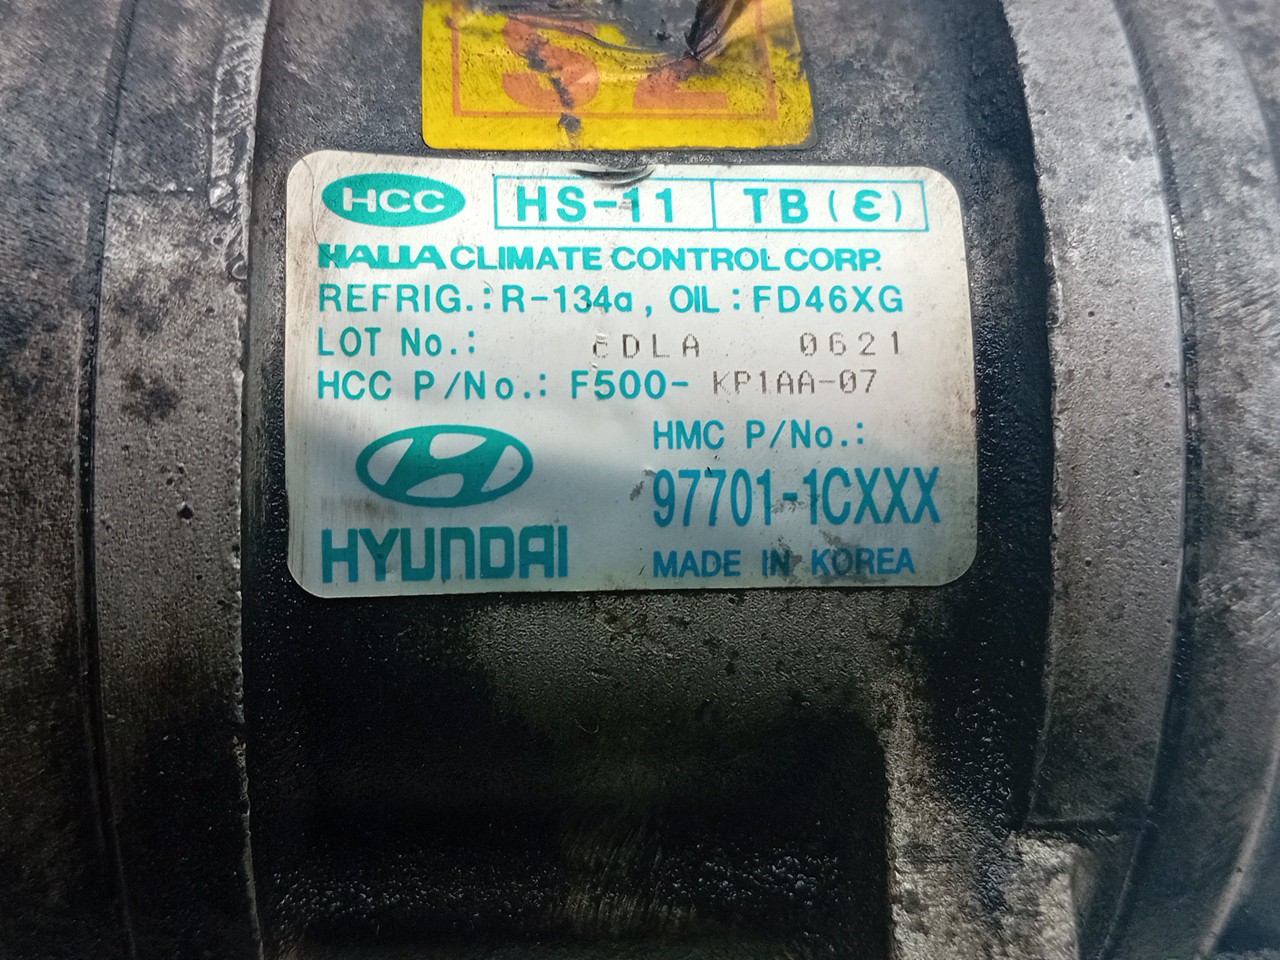 HCC HS-11 TB(ε)
HALLA CLIMATE CONTROL CORP.
REFRIG.: R-134a, OIL: FD46XG
LOT No.: 0621
HCC P/No.: F500- KP1AA-07
HMC P/No.:
97701-1CXXX
HYUNDAI
MADE IN KOREA